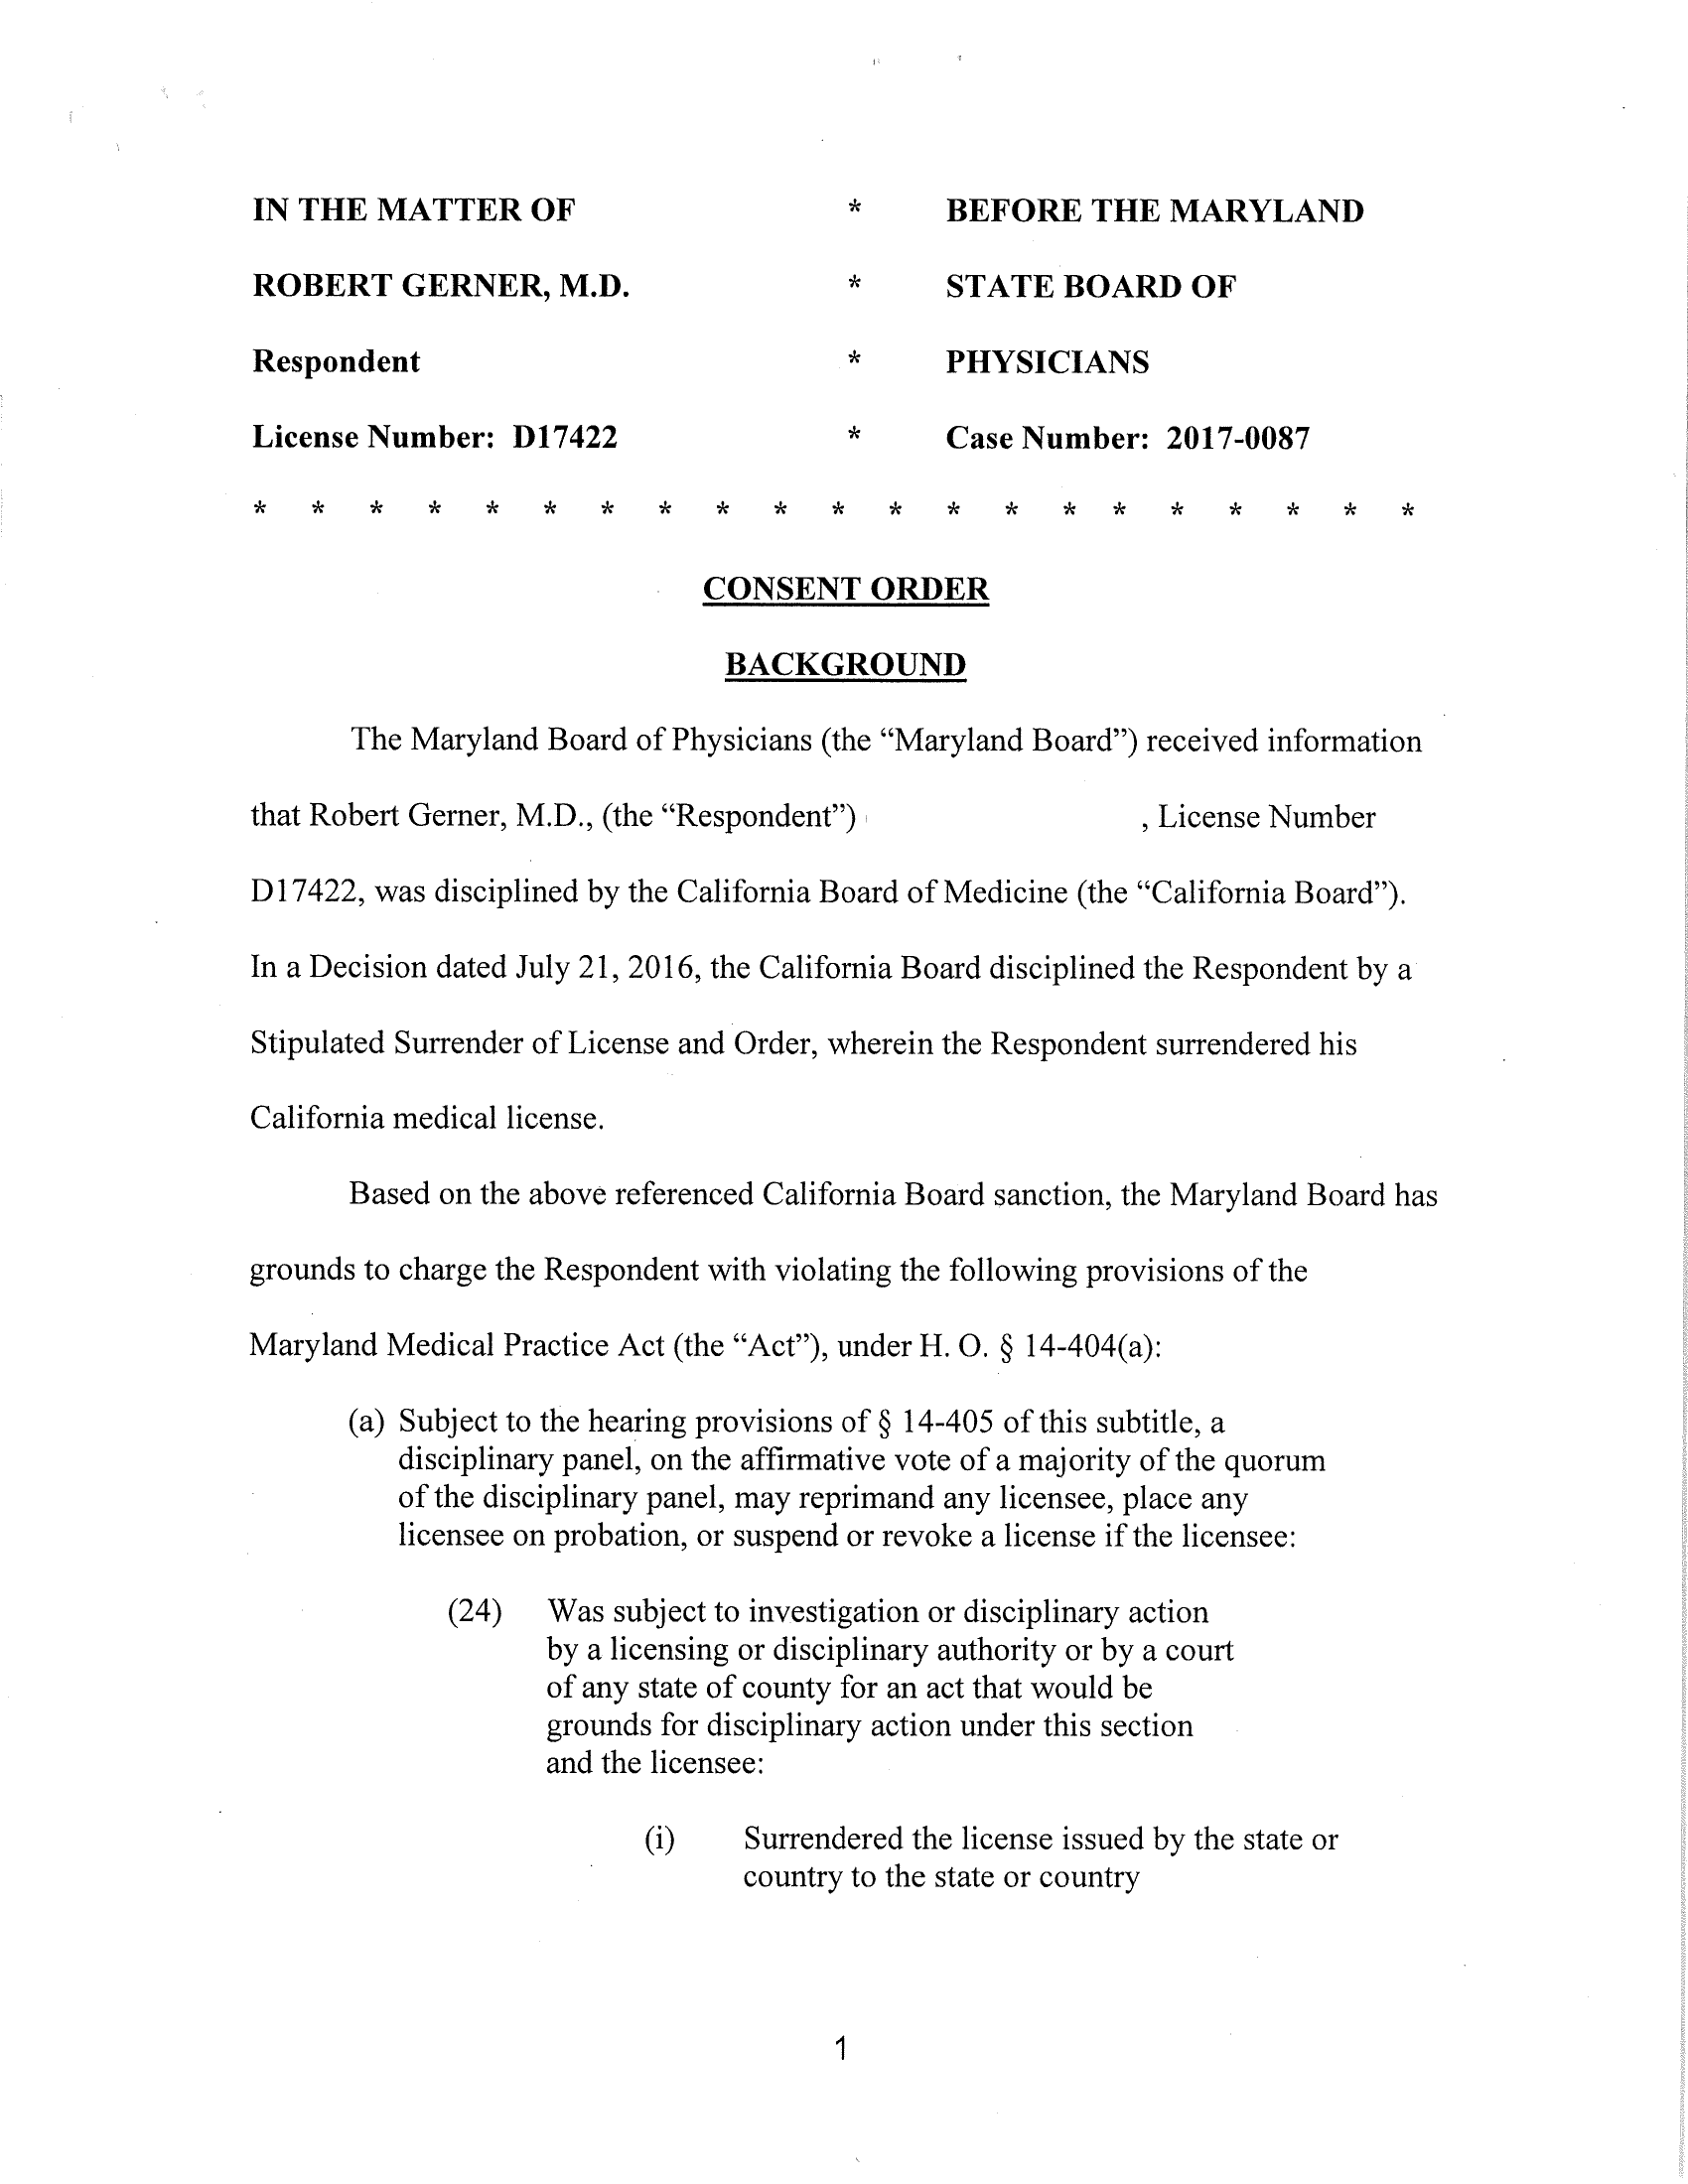 IN THE MATTER OF * BEFORE THE MARYLAND
ROBERT GERNER, M.D. * STATE BOARD OF
Respondent * PHYSICIANS
License Number: D17422 * Case Number: 2017-0087
* * * * * * * * * * * * * * * * * * * * *
CONSENT ORDER
BACKGROUND
The Maryland Board of Physicians (the “Maryland Board”) received information
that Robert Gerner, M.D., (the “Respondent”) , License Number
D17422, was disciplined by the California Board of Medicine (the “California Board”).
In a Decision dated July 21, 2016, the California Board disciplined the Respondent by a
Stipulated Surrender of License and Order, wherein the Respondent surrendered his
California medical license.
Based on the above referenced California Board sanction, the Maryland Board has
grounds to charge the Respondent with violating the following provisions of the
Maryland Medical Practice Act (the “Act”), under H. O. § 14-404(a):
(a) Subject to the hearing provisions of § 14-405 of this subtitle, a
disciplinary panel, on the affirmative vote of a majority of the quorum
of the disciplinary panel, may reprimand any licensee, place any
licensee on probation, or suspend or revoke a license if the licensee:
(24) Was subject to investigation or disciplinary action
by a licensing or disciplinary authority or by a court
of any state of county for an act that would be
grounds for disciplinary action under this section
and the licensee:
(i) Surrendered the license issued by the state or
country to the state or country
1